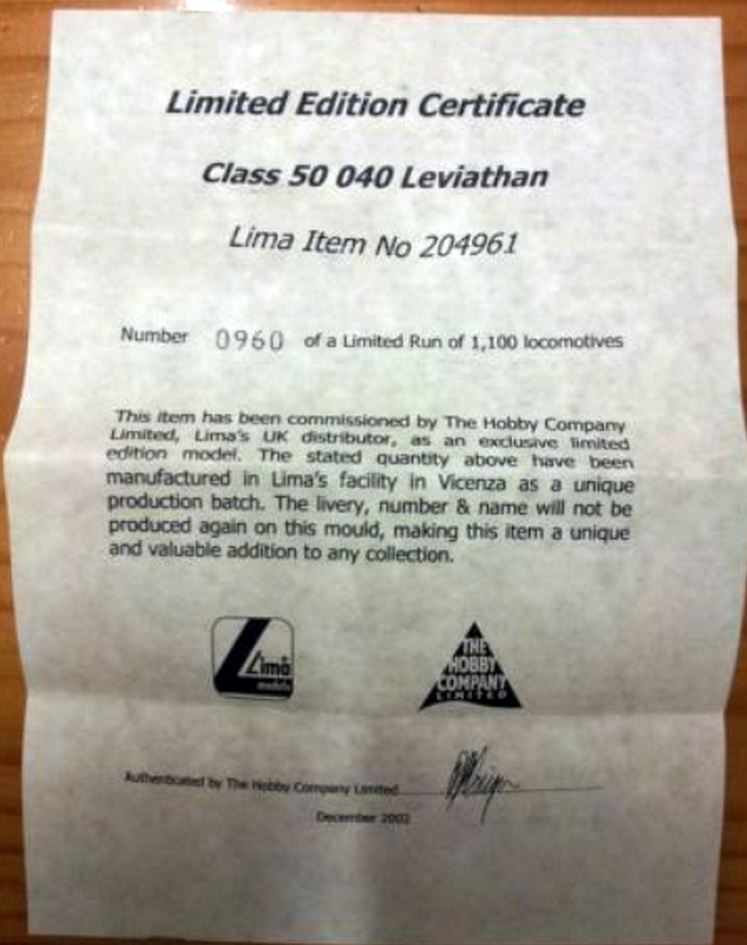 Limited Edition Certificate
Class 50 040 Leviathan
Lima Item No 204961
Number 0960 of a Limited Run of 1,100 locomotives
This item has been commissioned by The Hobby Company
Limited, Lima's UK distributor, as an exclusive limited
edition model. The stated quantity above have been
manufactured in Lima's facility in Vicenza as a unique
production batch. The livery, number & name will not be
produced again on this mould, making this item a unique
and valuable addition to any collection.
Lima
models
THE
HOBBY
COMPANY
LIMITED
Authenticated by The Hobby Company Limited
December 2002